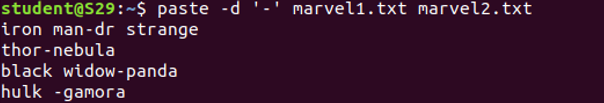 student@S29:~$ paste -d '-' marvel1.txt marvel2.txt
iron man-dr strange
thor-nebula
black widow-panda
hulk -gamora